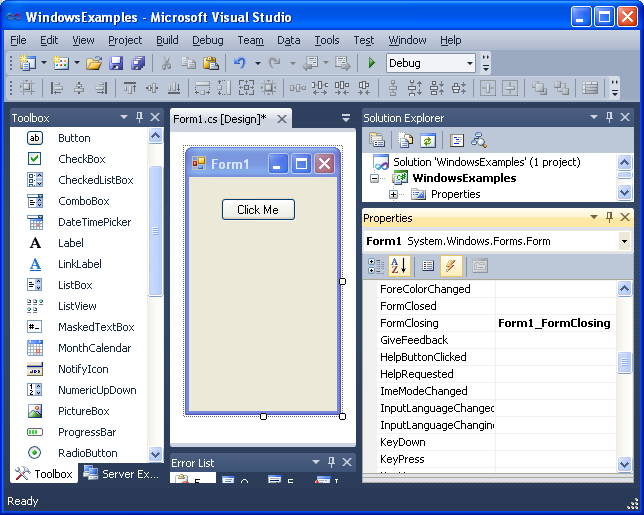 WindowsExamples - Microsoft Visual Studio
File Edit View Project Build Debug Team Data Tools Test Window Help
Debug
Toolbox
Button
CheckBox
CheckedListBox
ComboBox
DateTimePicker
A Label
A LinkLabel
ListBox
ListView
MaskedTextBox
MonthCalendar
NotifyIcon
NumericUpDown
PictureBox
ProgressBar
RadioButton
Toolbox Server Ex...
Form1.cs [Design]*
Form1
Click Me
Error List
Solution Explorer
Solution 'WindowsExamples' (1 project)
WindowsExamples
Properties
Properties
Form1 System.Windows.Forms.Form
ForeColorChanged
FormClosed
FormClosing Form1_FormClosing
GiveFeedback
HelpButtonClicked
HelpRequested
ImeModeChanged
InputLanguageChanged
InputLanguageChanging
KeyDown
KeyPress
Ready